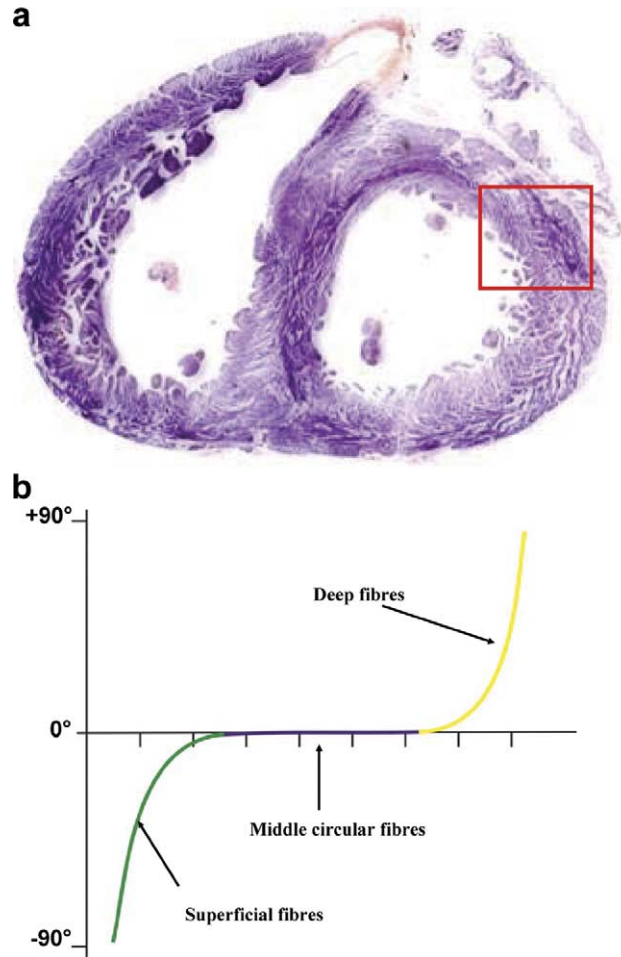 a
b
+90°
Deep fibres
0°
Middle circular fibres
Superficial fibres
-90°